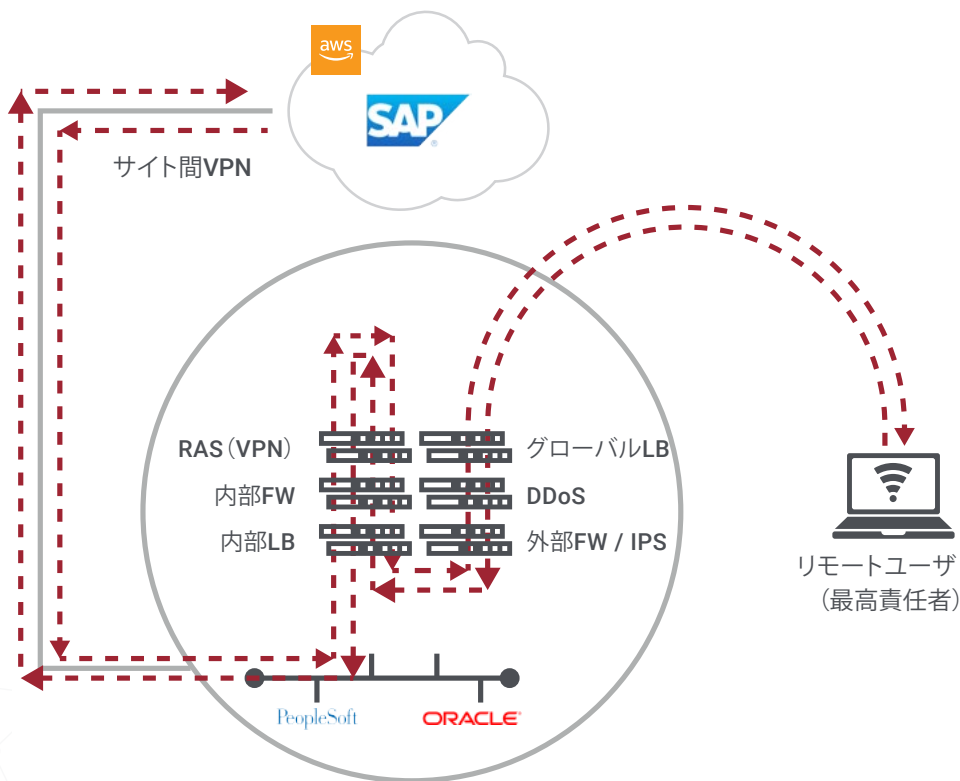 aws
SAP
サイト間VPN
RAS（VPN）
グローバルLB
内部FW
DDoS
内部LB
外部FW / IPS
リモートユーザ
（最高責任者）
PeopleSoft
ORACLE